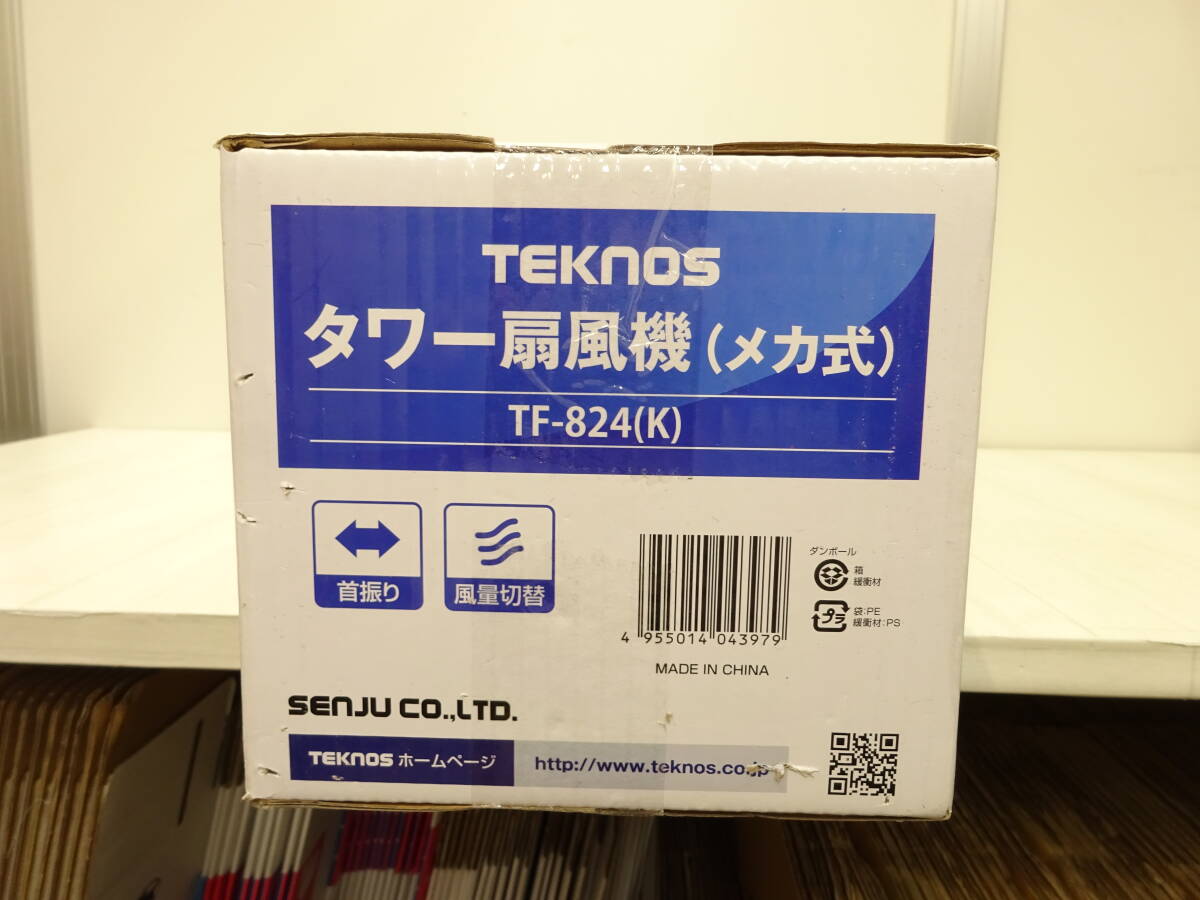 TEKNOS
タワー扇風機(メカ式)
TF-824(K)
首振り
風量切替
ダンボール
箱
緩衝材
プラ
袋:PE
緩衝材:PS
4 955014 043979
MADE IN CHINA
SENJU CO.,LTD.
TEKNOS ホームページ
http://www.teknos.co.jp